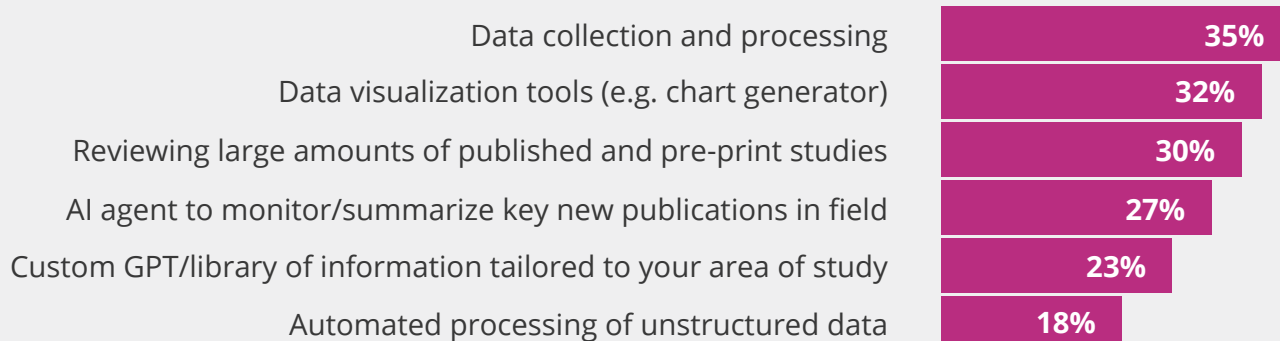 Data collection and processing 35%
Data visualization tools (e.g. chart generator) 32%
Reviewing large amounts of published and pre-print studies 30%
AI agent to monitor/summarize key new publications in field 27%
Custom GPT/library of information tailored to your area of study 23%
Automated processing of unstructured data 18%